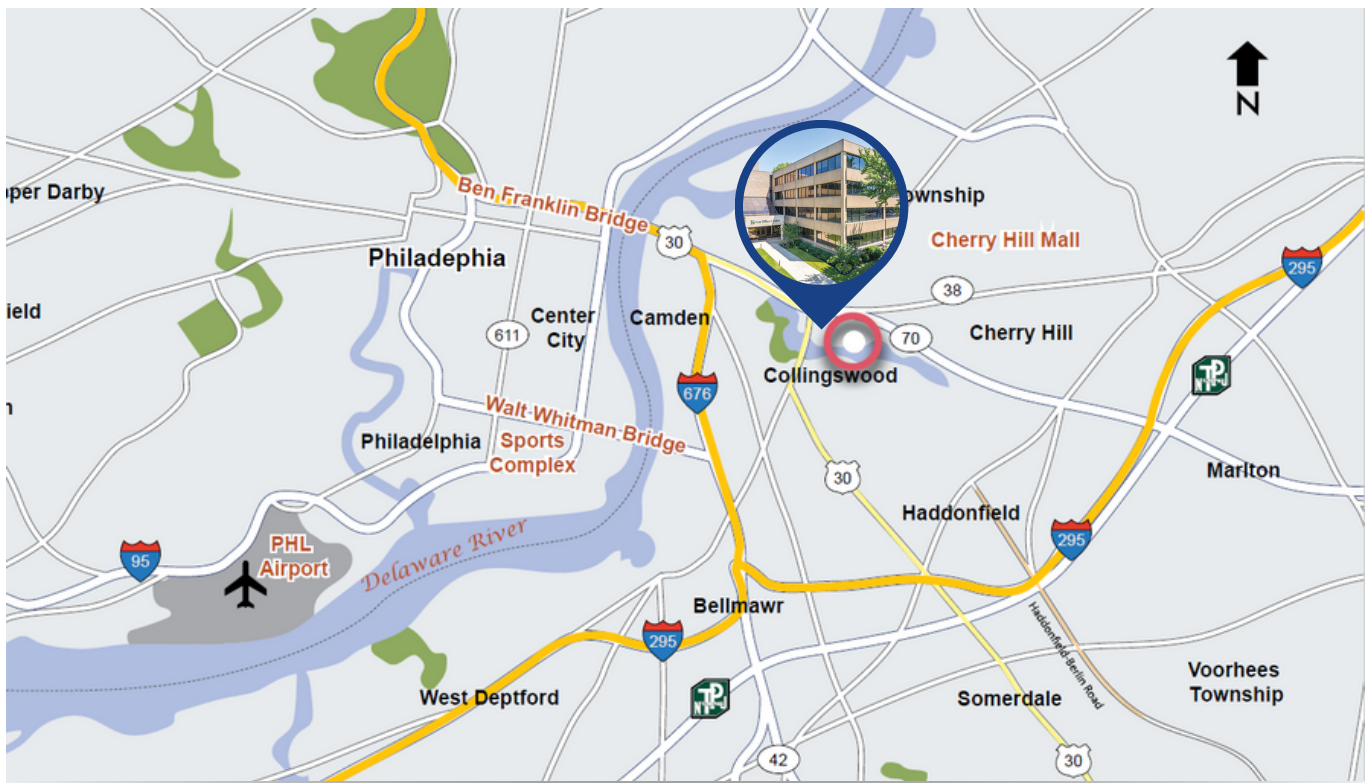 N
pper Darby
Ben Franklin Bridge
ownship
30
Cherry Hill Mall
Philadephia
295
38
ield
Center
City
Camden
611
70
Cherry Hill
Collingswood
676
Walt Whitman Bridge
Philadelphia
Sports
Complex
30
Marlton
Haddonfield
295
PHL
Airport
95
Delaware River
Bellmawr
295
Haddonfield-Berlin Road
West Deptford
Somerdale
Voorhees
Township
42
30